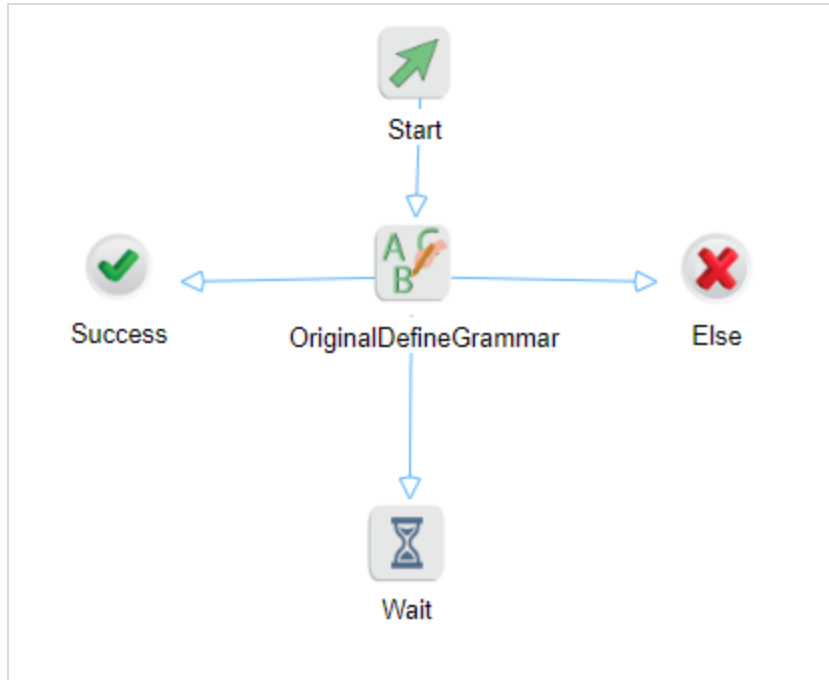 Start
A C
B
Success
OriginalDefineGrammar
Else
Wait